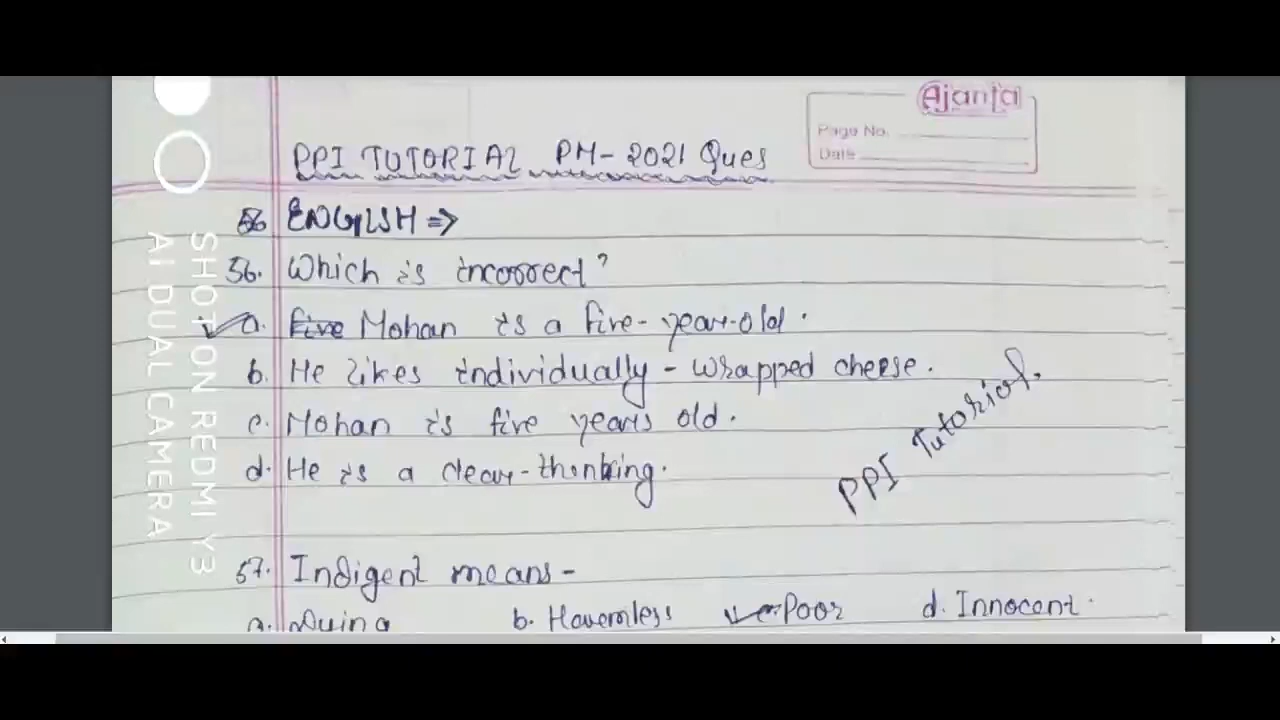 Ajanta
Page No.
Date
PPI TUTORIAL PM-2021 Ques
56 ENGLISH ⇒
56. Which is incorrect?
a. Five Mohan is a five-year-old.
b. He likes individually-wrapped cheese.
c. Mohan is five years old.
d. He is a clear-thinking.
PPI Tutorial.
57. Indigent means-
a. Dying b. Haremless c. Poor d. Innocent.
SHOT ON REDMI Y3
AI DUAL CAMERA